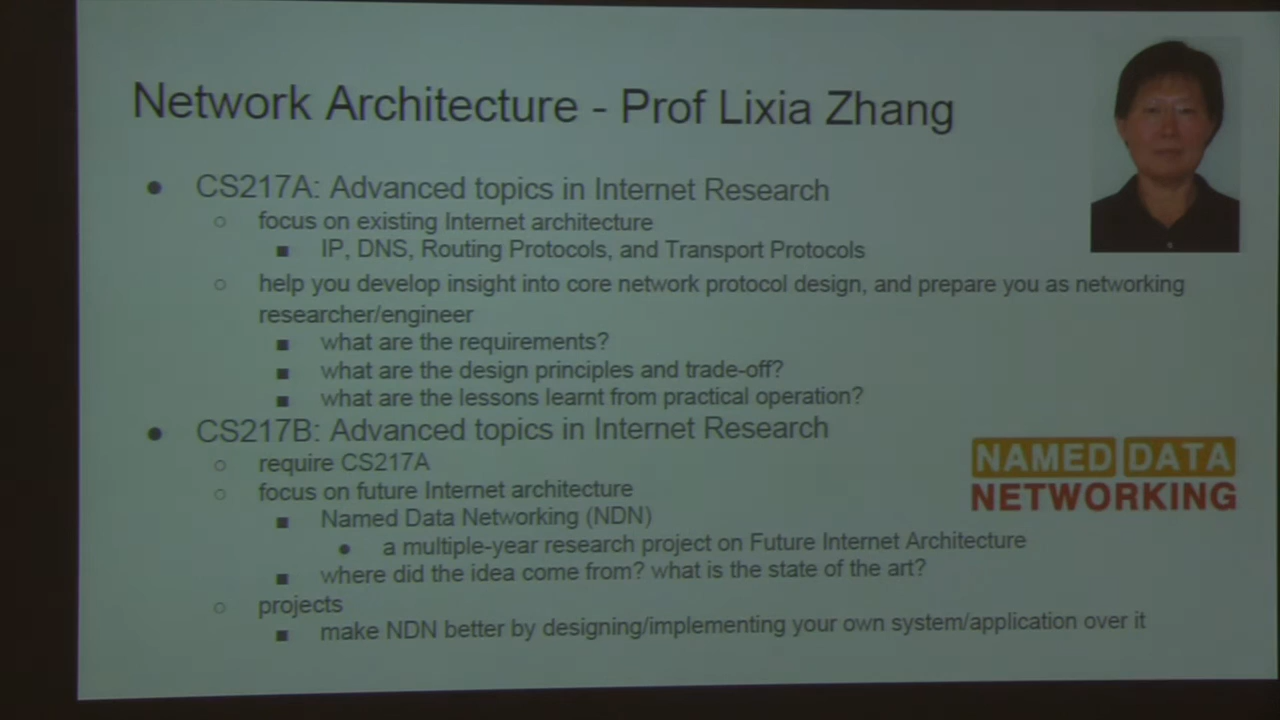 Network Architecture - Prof Lixia Zhang
● CS217A: Advanced topics in Internet Research
○ focus on existing Internet architecture
■ IP, DNS, Routing Protocols, and Transport Protocols
○ help you develop insight into core network protocol design, and prepare you as networking
researcher/engineer
■ what are the requirements?
■ what are the design principles and trade-off?
■ what are the lessons learnt from practical operation?
● CS217B: Advanced topics in Internet Research
○ require CS217A
○ focus on future Internet architecture
■ Named Data Networking (NDN)
● a multiple-year research project on Future Internet Architecture
■ where did the idea come from? what is the state of the art?
○ projects
■ make NDN better by designing/implementing your own system/application over it
NAMED DATA
NETWORKING